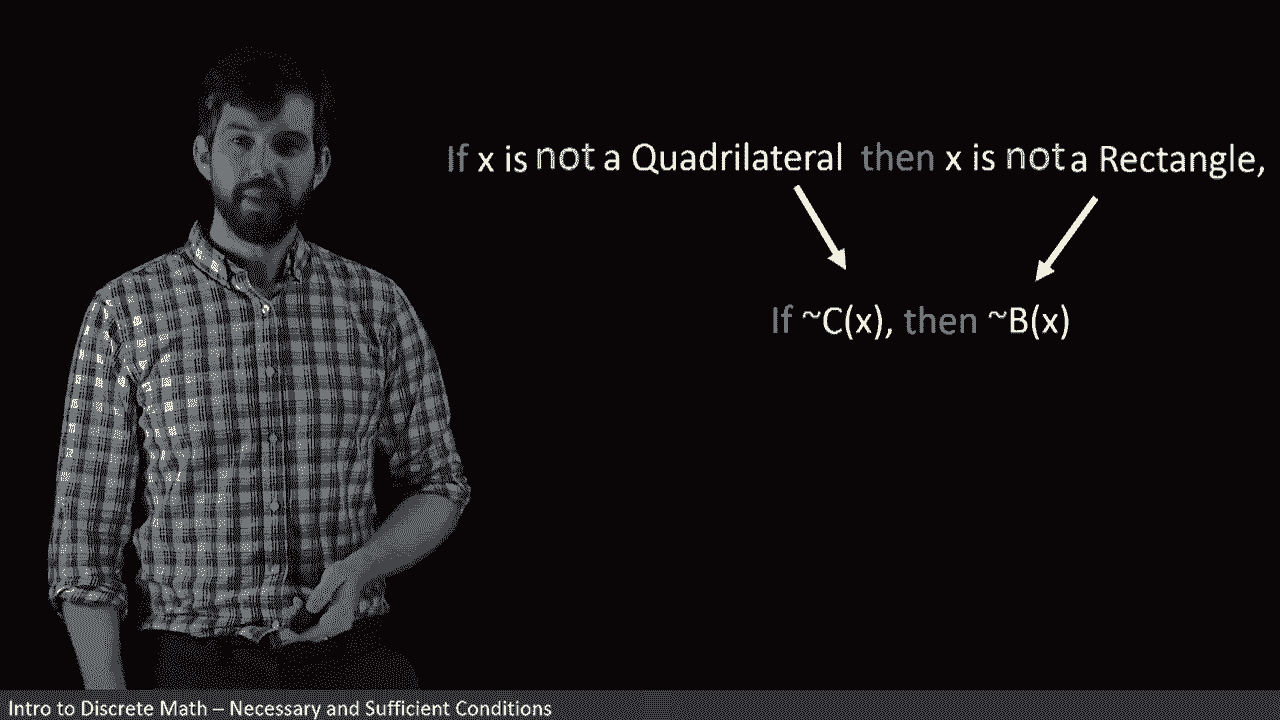 If x is not a Quadrilateral then x is not a Rectangle,
If ~C(x), then ~B(x)
Intro to Discrete Math – Necessary and Sufficient Conditions